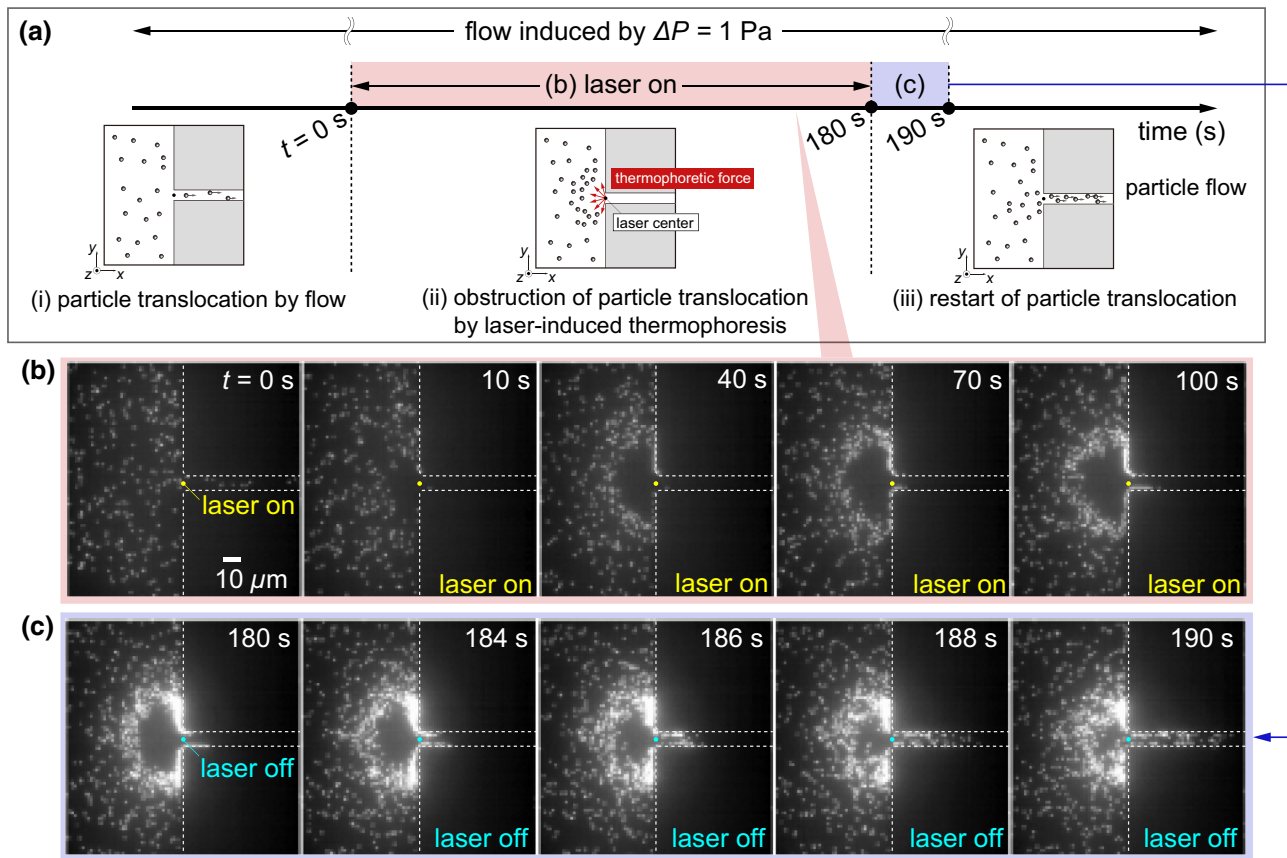 (a)
flow induced by ΔP = 1 Pa
(b) laser on
(c)
t = 0 s
180 s
190 s
time (s)
thermophoretic force
laser center
particle flow
y
z
x
y
z
x
y
z
x
(i) particle translocation by flow
(ii) obstruction of particle translocation
by laser-induced thermophoresis
(iii) restart of particle translocation
(b)
t = 0 s
10 s
40 s
70 s
100 s
laser on
10 µm
laser on
laser on
laser on
laser on
(c)
180 s
184 s
186 s
188 s
190 s
laser off
laser off
laser off
laser off
laser off